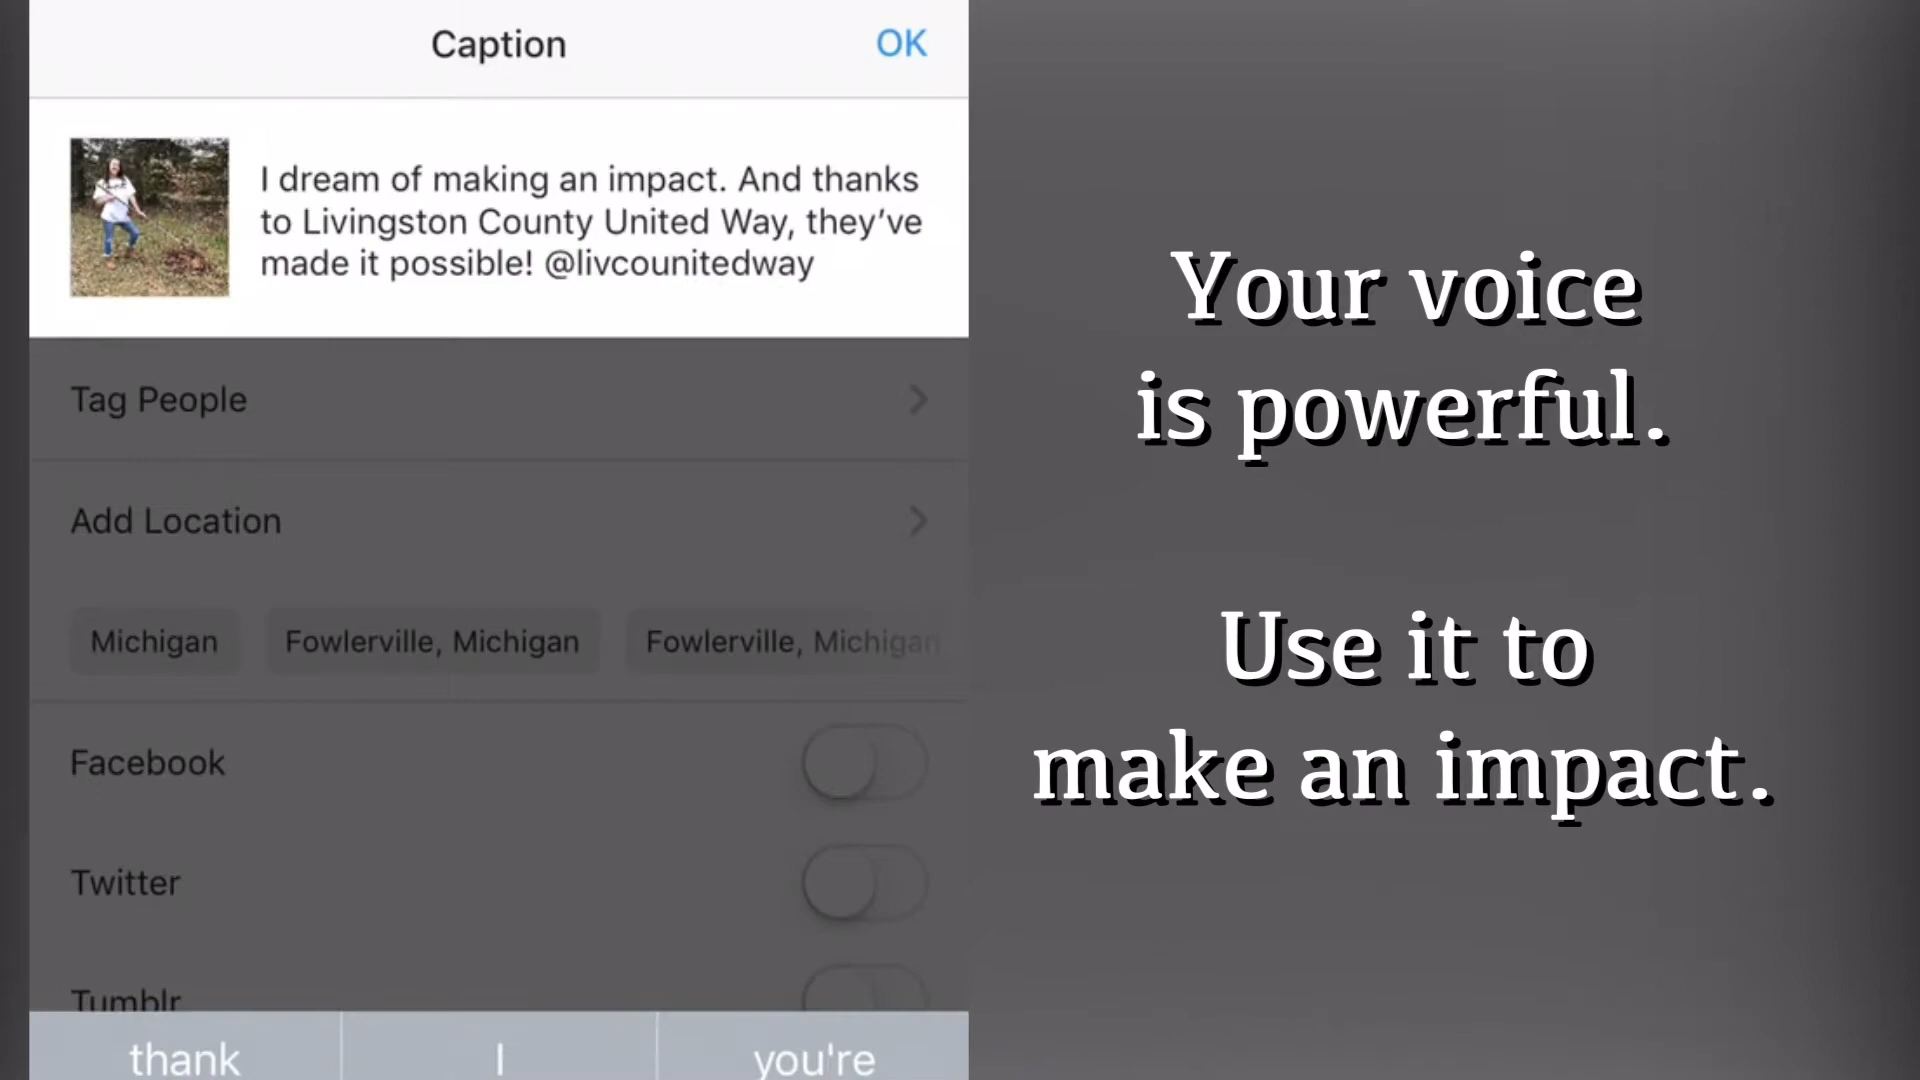 Caption
OK
I dream of making an impact. And thanks
to Livingston County United Way, they’ve
made it possible! @livcounitedway
Tag People
Add Location
Michigan
Fowlerville, Michigan
Fowlerville, Michigan
Facebook
Twitter
Tumblr
thank
I
you're
Your voice
is powerful.
Use it to
make an impact.